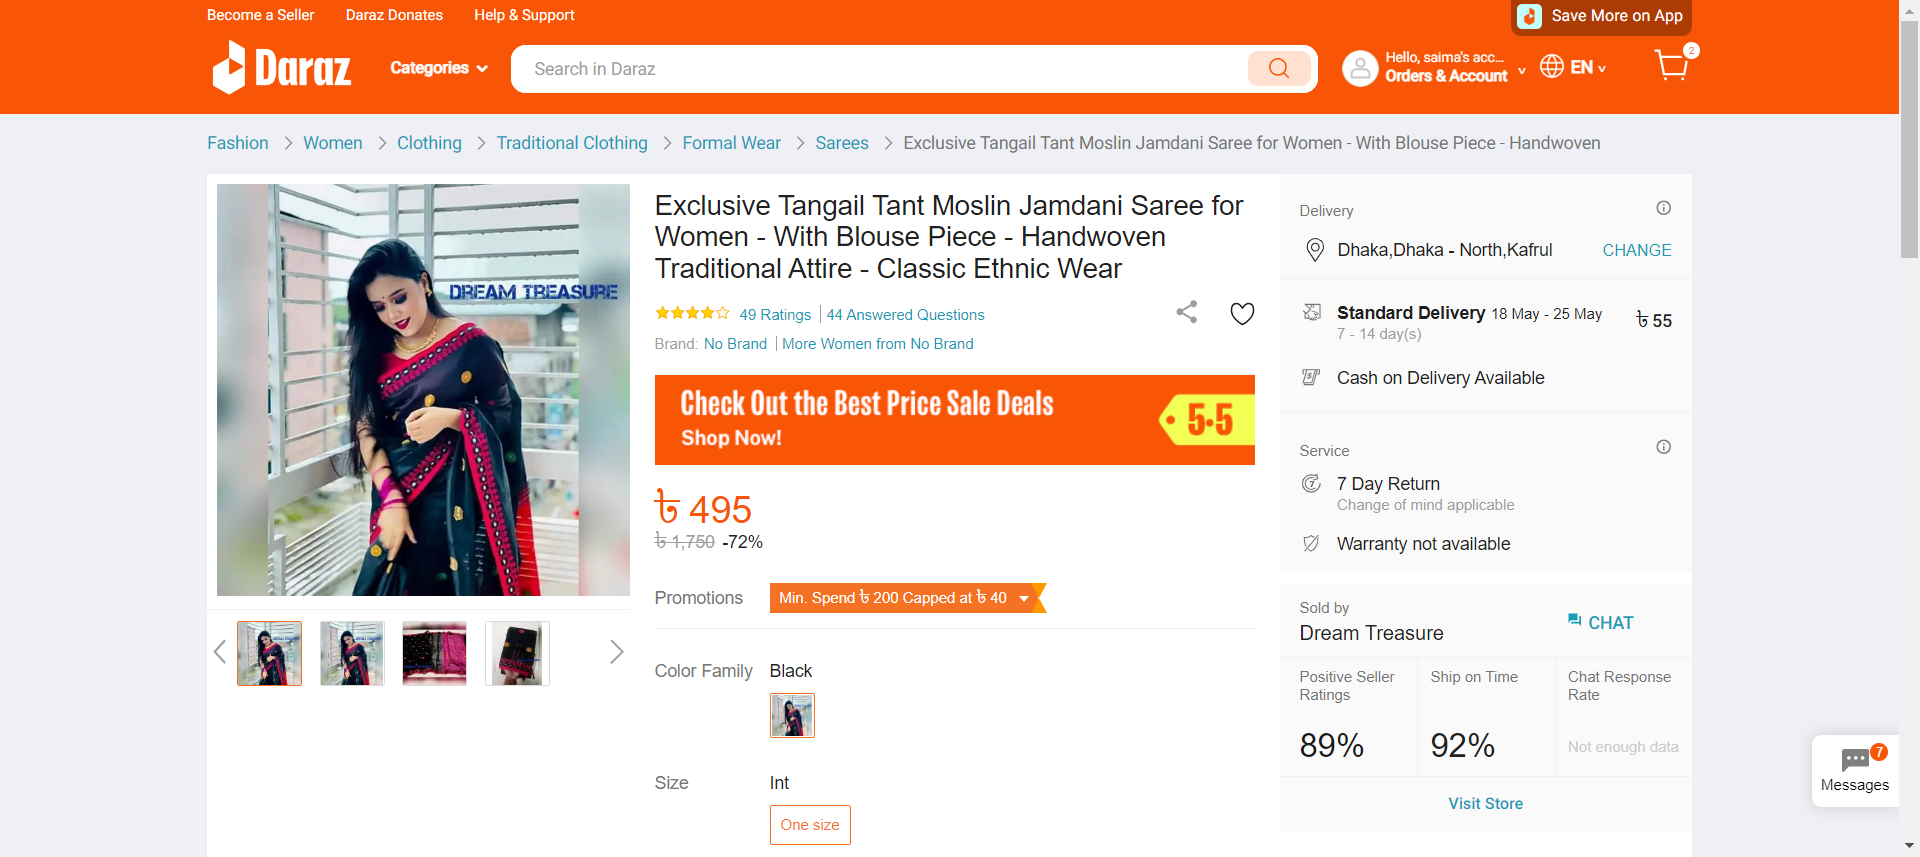 Become a Seller
Daraz Donates
Help & Support
Save More on App
Daraz
Categories
Search in Daraz
Hello, saima's acc...
Orders & Account
EN
2
Fashion > Women > Clothing > Traditional Clothing > Formal Wear > Sarees > Exclusive Tangail Tant Moslin Jamdani Saree for Women - With Blouse Piece - Handwoven
DREAM TREASURE
Exclusive Tangail Tant Moslin Jamdani Saree for
Women - With Blouse Piece - Handwoven
Traditional Attire - Classic Ethnic Wear
49 Ratings
44 Answered Questions
Brand: No Brand | More Women from No Brand
Check Out the Best Price Sale Deals
Shop Now!
5.5
৳ 495
৳ 1,750 -72%
Promotions
Min. Spend ৳ 200 Capped at ৳ 40
Color Family
Black
Size
Int
One size
Delivery
Dhaka,Dhaka - North,Kafrul
CHANGE
Standard Delivery 18 May - 25 May
৳ 55
7 - 14 day(s)
Cash on Delivery Available
Service
7 Day Return
Change of mind applicable
Warranty not available
Sold by
Dream Treasure
CHAT
Positive Seller
Ratings
89%
Ship on Time
92%
Chat Response
Rate
Not enough data
Visit Store
7
Messages